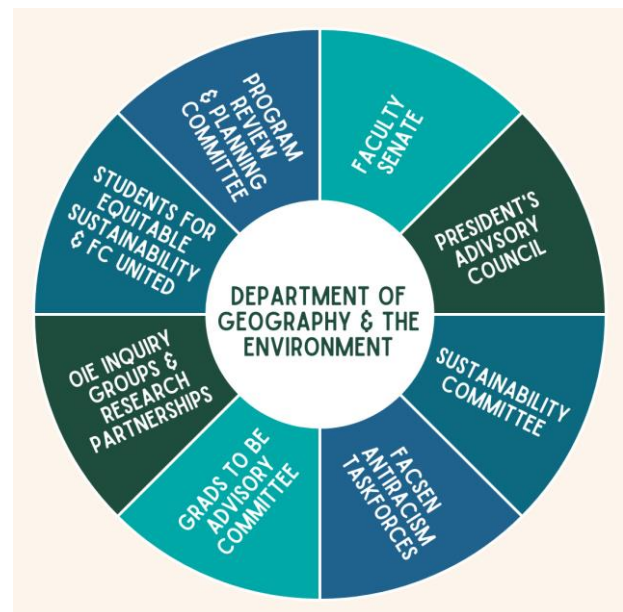 PROGRAM
REVIEW
& PLANNING
COMMITTEE
FACULTY
SENATE
PRESIDENT'S
ADIVSORY
COUNCIL
SUSTAINABILITY
COMMITTEE
FACSEN
ANTIRACISM
TASKFORCES
GRADS TO BE
ADVISORY
COMMITTEE
OIE INQUIRY
GROUPS &
RESEARCH
PARTNERSHIPS
STUDENTS FOR
EQUITABLE
SUSTAINABILITY
& FC UNITED
DEPARTMENT OF
GEOGRAPHY & THE
ENVIRONMENT